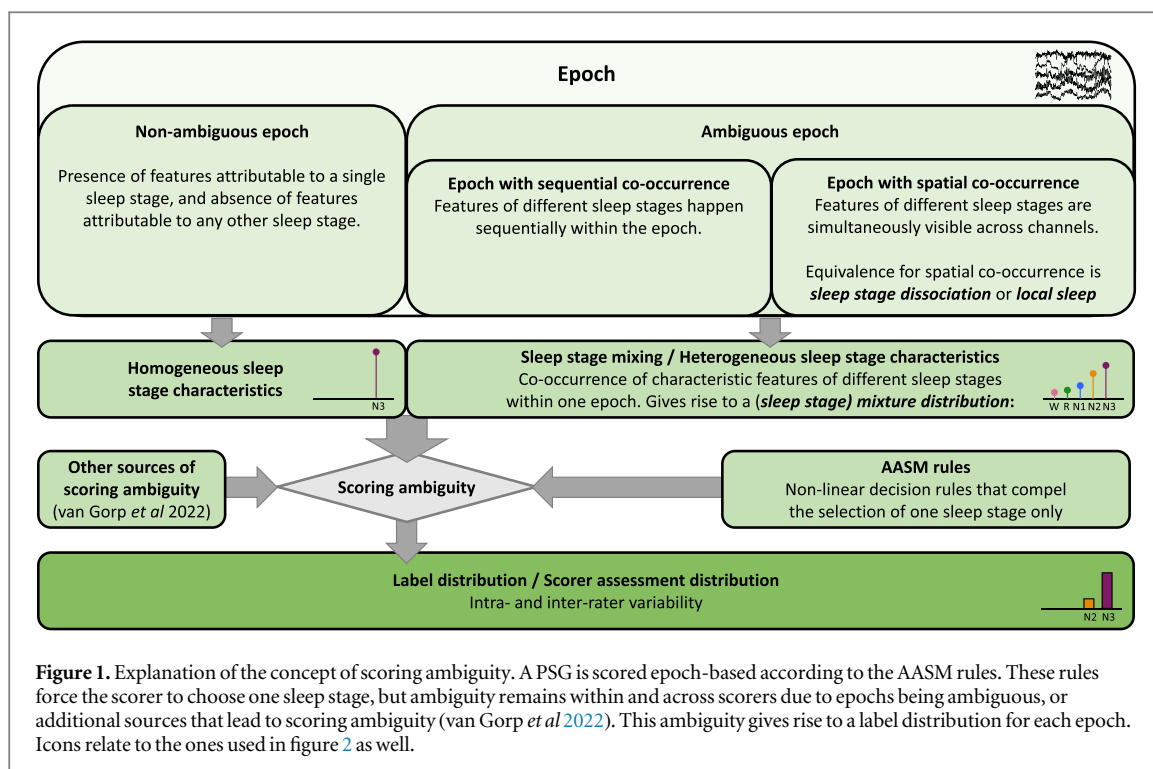 Epoch
Non-ambiguous epoch
Presence of features attributable to a single
sleep stage, and absence of features
attributable to any other sleep stage.
Ambiguous epoch
Epoch with sequential co-occurrence
Features of different sleep stages happen
sequentially within the epoch.
Epoch with spatial co-occurrence
Features of different sleep stages are
simultaneously visible across channels.
Equivalence for spatial co-occurrence is
sleep stage dissociation or local sleep
Homogeneous sleep
stage characteristics
N3
Sleep stage mixing / Heterogeneous sleep stage characteristics
Co-occurrence of characteristic features of different sleep stages
within one epoch. Gives rise to a (sleep stage) mixture distribution:
W R N1 N2 N3
Other sources of
scoring ambiguity
(van Gorp et al 2022)
Scoring ambiguity
AASM rules
Non-linear decision rules that compel
the selection of one sleep stage only
Label distribution / Scorer assessment distribution
Intra- and inter-rater variability
N2 N3
Figure 1. Explanation of the concept of scoring ambiguity. A PSG is scored epoch-based according to the AASM rules. These rules
force the scorer to choose one sleep stage, but ambiguity remains within and across scorers due to epochs being ambiguous, or
additional sources that lead to scoring ambiguity (van Gorp et al 2022). This ambiguity gives rise to a label distribution for each epoch.
Icons relate to the ones used in figure 2 as well.